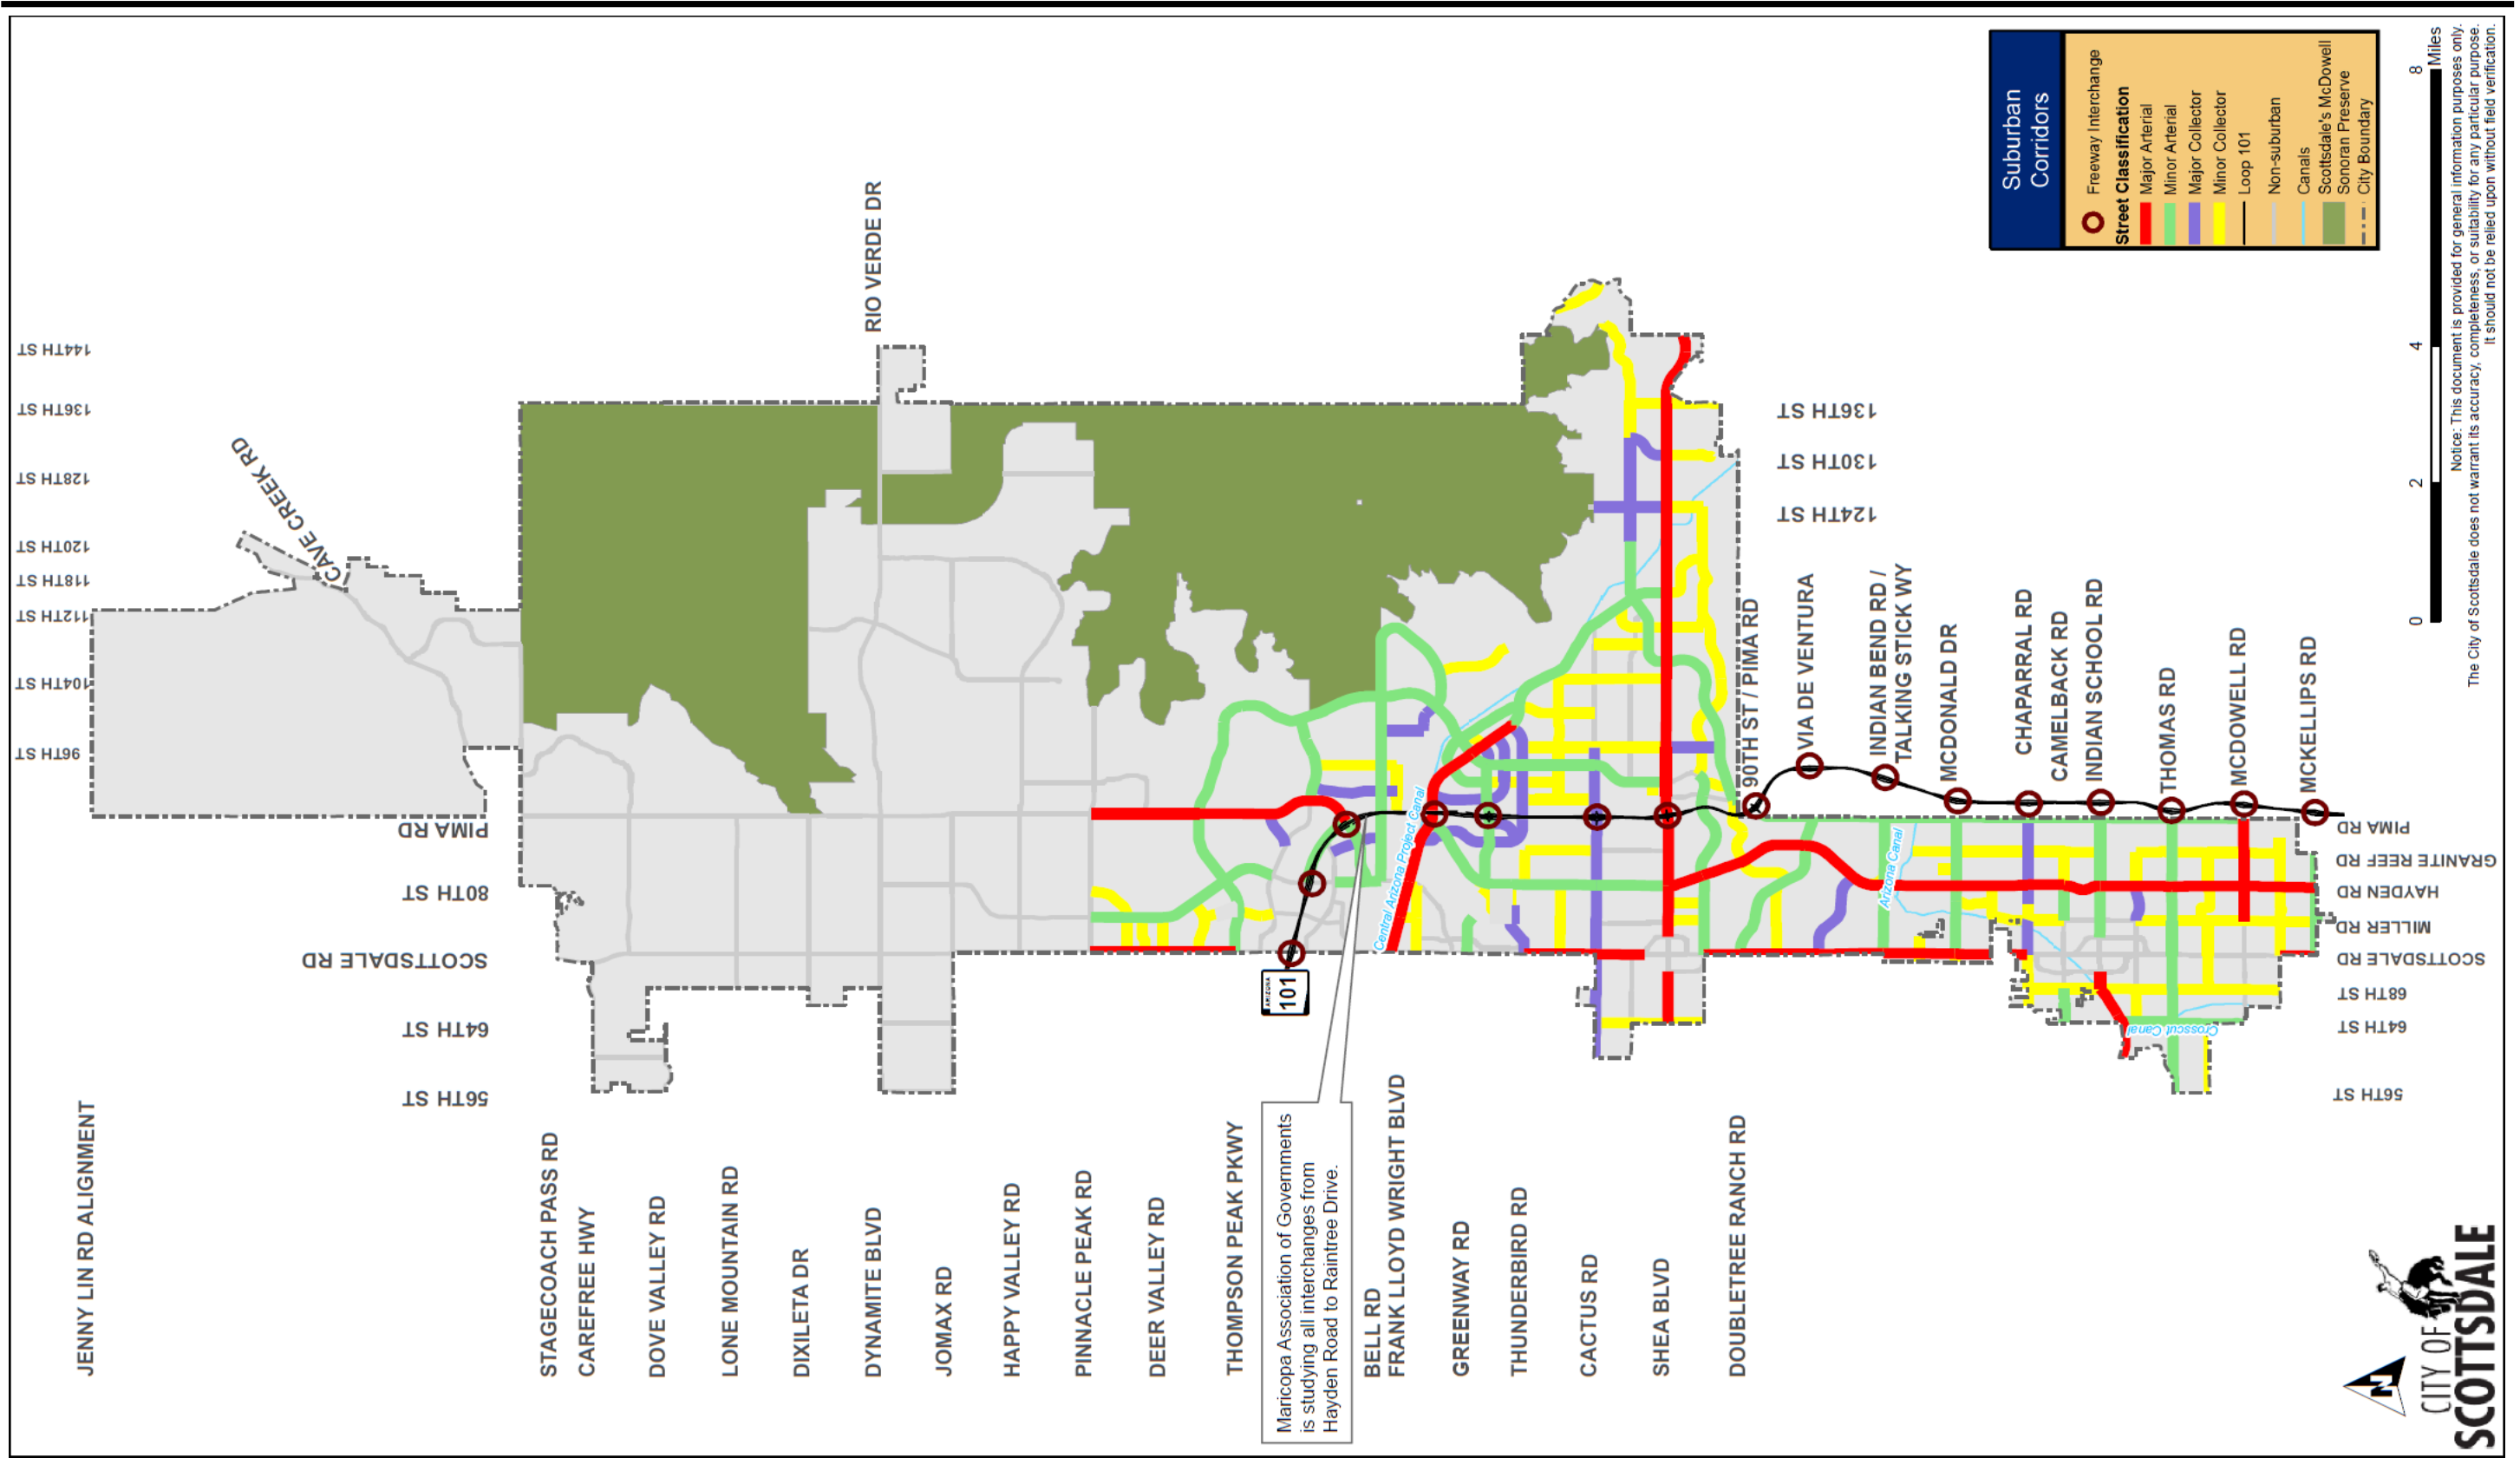 Suburban
Corridors
Freeway Interchange
Street Classification
Major Arterial
Minor Arterial
Major Collector
Minor Collector
Loop 101
Non-suburban
Canals
Scottsdale's McDowell
Sonoran Preserve
City Boundary
0 2 4 8 Miles
Notice: This document is provided for general information purposes only.
The City of Scottsdale does not warrant its accuracy, completeness, or suitability for any particular purpose.
It should not be relied upon without field verification.
144TH ST
136TH ST
128TH ST
120TH ST
118TH ST
112TH ST
104TH ST
96TH ST
CAVE CREEK RD
RIO VERDE DR
PIMA RD
80TH ST
SCOTTSDALE RD
64TH ST
56TH ST
136TH ST
130TH ST
124TH ST
90TH ST / PIMA RD
VIA DE VENTURA
INDIAN BEND RD /
TALKING STICK WY
MCDONALD DR
CHAPARRAL RD
CAMELBACK RD
INDIAN SCHOOL RD
THOMAS RD
MCDOWELL RD
MCKELLIPS RD
PIMA RD
GRANITE REEF RD
HAYDEN RD
MILLER RD
SCOTTSDALE RD
68TH ST
64TH ST
56TH ST
Central Arizona Project Canal
Arizona Canal
Crosscut Canal
ARIZONA
101
Maricopa Association of Governments
is studying all interchanges from
Hayden Road to Raintree Drive.
JENNY LIN RD ALIGNMENT
STAGECOACH PASS RD
CAREFREE HWY
DOVE VALLEY RD
LONE MOUNTAIN RD
DIXILETA DR
DYNAMITE BLVD
JOMAX RD
HAPPY VALLEY RD
PINNACLE PEAK RD
DEER VALLEY RD
THOMPSON PEAK PKWY
BELL RD
FRANK LLOYD WRIGHT BLVD
GREENWAY RD
THUNDERBIRD RD
CACTUS RD
SHEA BLVD
DOUBLETREE RANCH RD
N
CITY OF
SCOTTSDALE